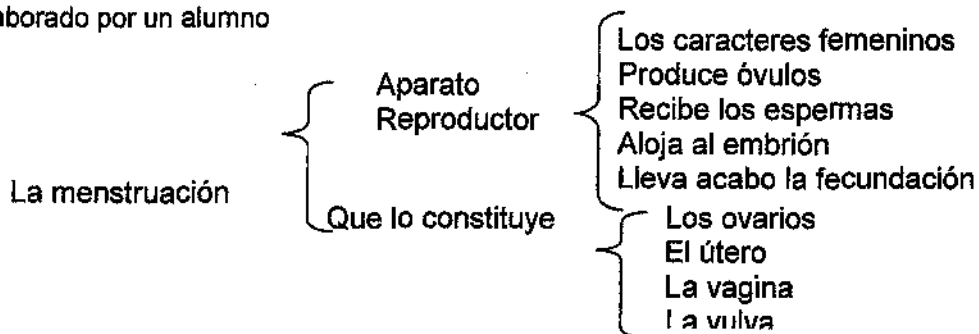 aborado por un alumno
Los caracteres femeninos
Aparato
Produce óvulos
Reproductor
Recibe los espermas
Aloja al embrión
La menstruación
Lleva acabo la fecundación
Que lo constituye
Los ovarios
El útero
La vagina
La vulva